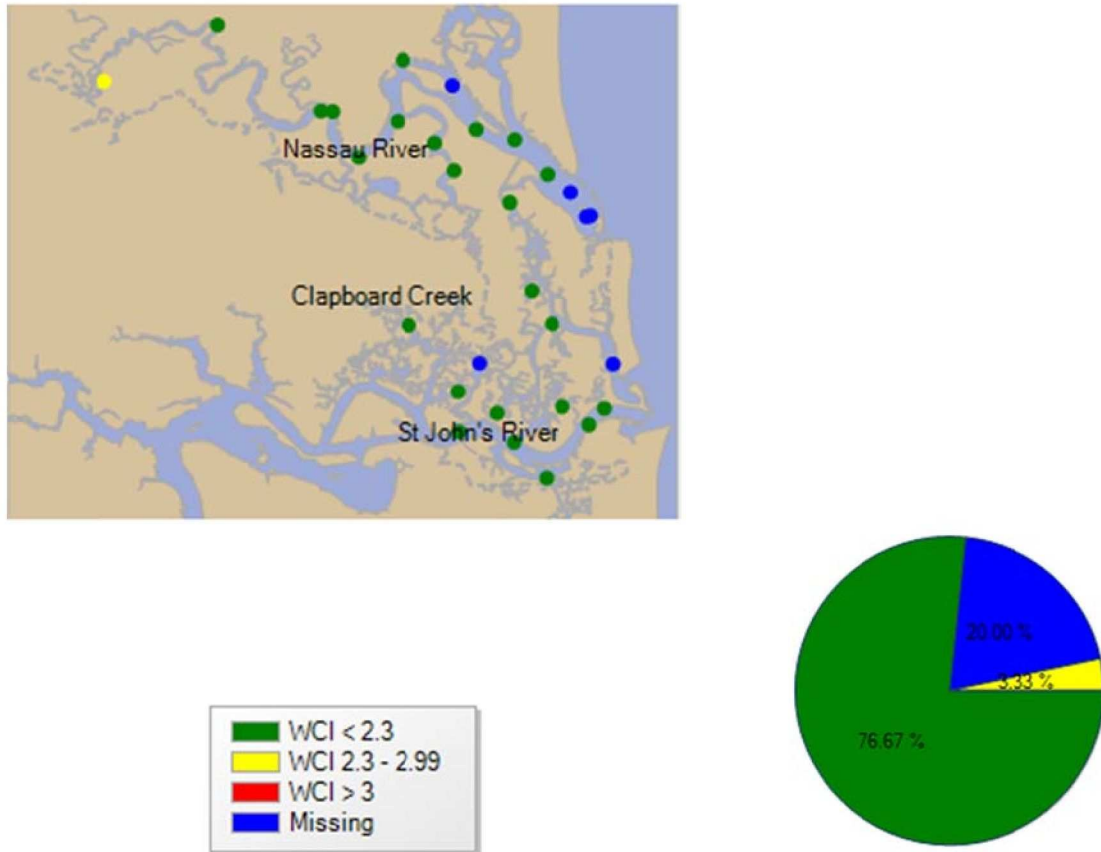 Nassau River
Clapboard Creek
St John's River
20.00 %
3.33 %
76.67 %
WCI < 2.3
WCI 2.3 - 2.99
WCI > 3
Missing